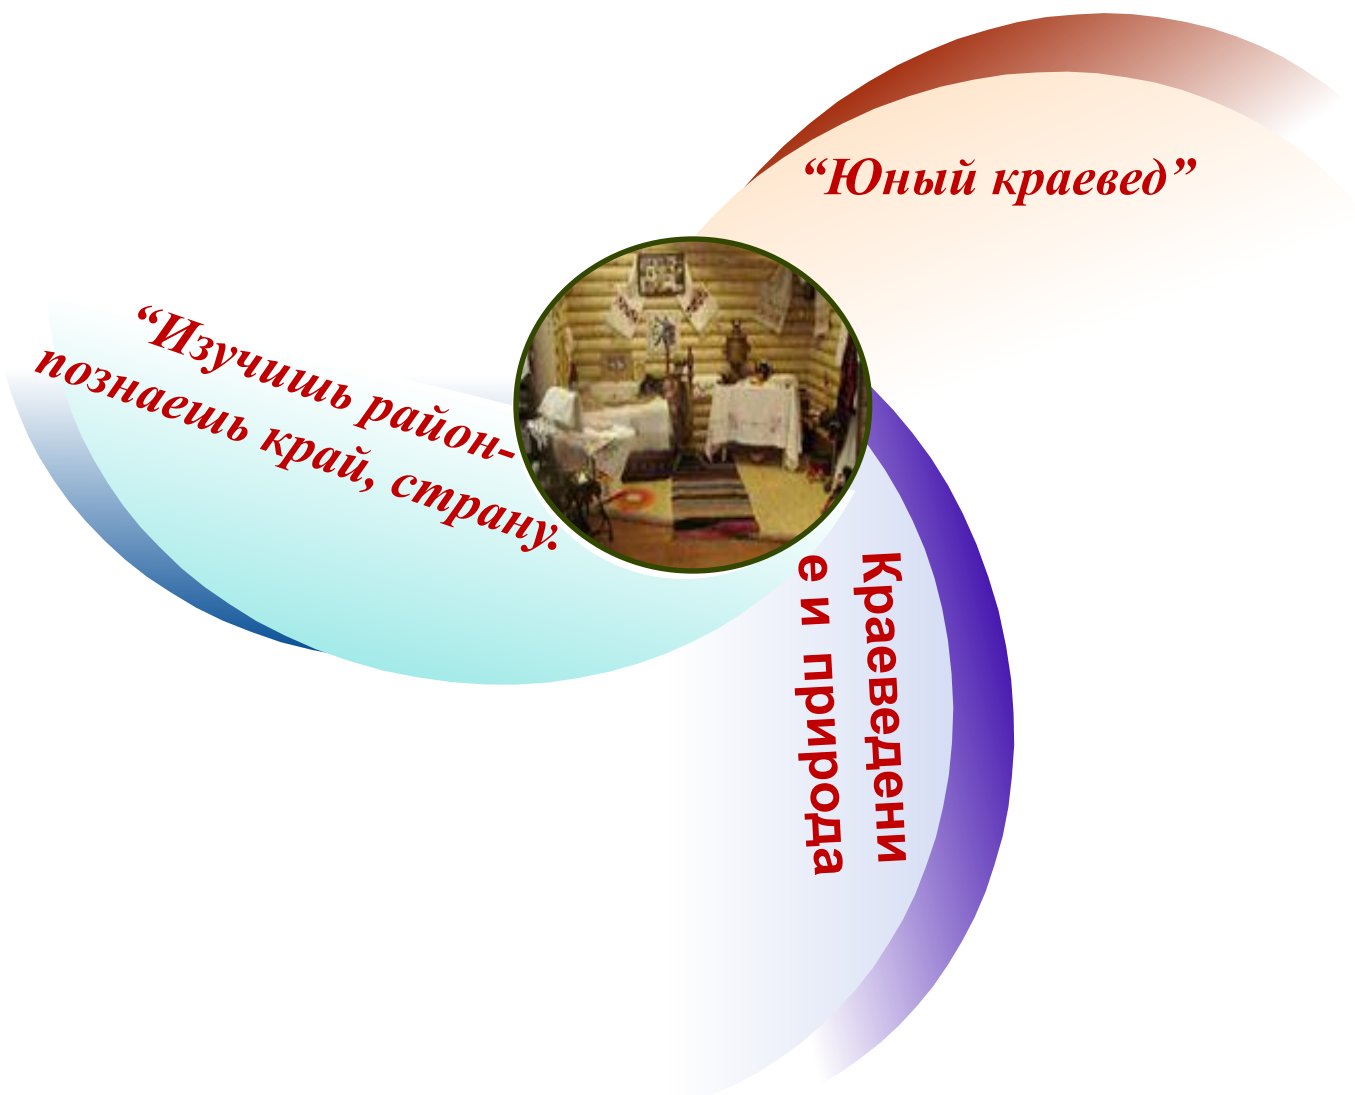 “Юный краевед”
“Изучишь район-
познаешь край, страну.
Краеведени
е и природа